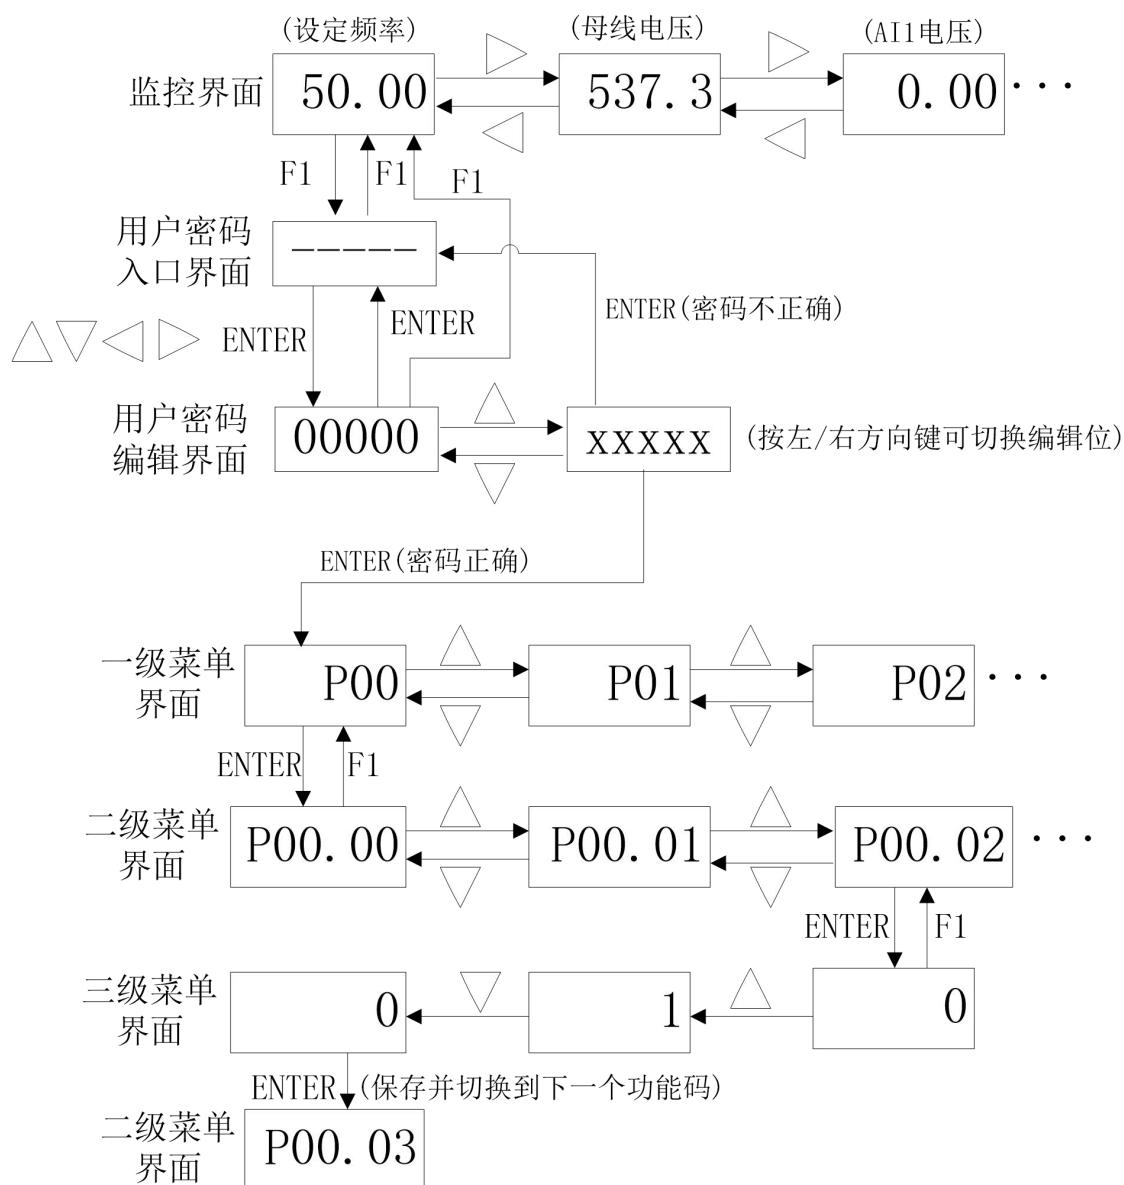 (设定频率)
(母线电压)
(AI1电压)
监控界面
50.00
537.3
0.00
···
F1
F1
F1
用户密码
入口界面
-----
ENTER
ENTER
ENTER(密码不正确)
用户密码
编辑界面
00000
xxxxx
(按左/右方向键可切换编辑位)
ENTER(密码正确)
一级菜单
界面
P00
P01
P02
···
ENTER
F1
二级菜单
界面
P00.00
P00.01
P00.02
···
ENTER
F1
三级菜单
界面
0
1
0
ENTER(保存并切换到下一个功能码)
二级菜单
界面
P00.03